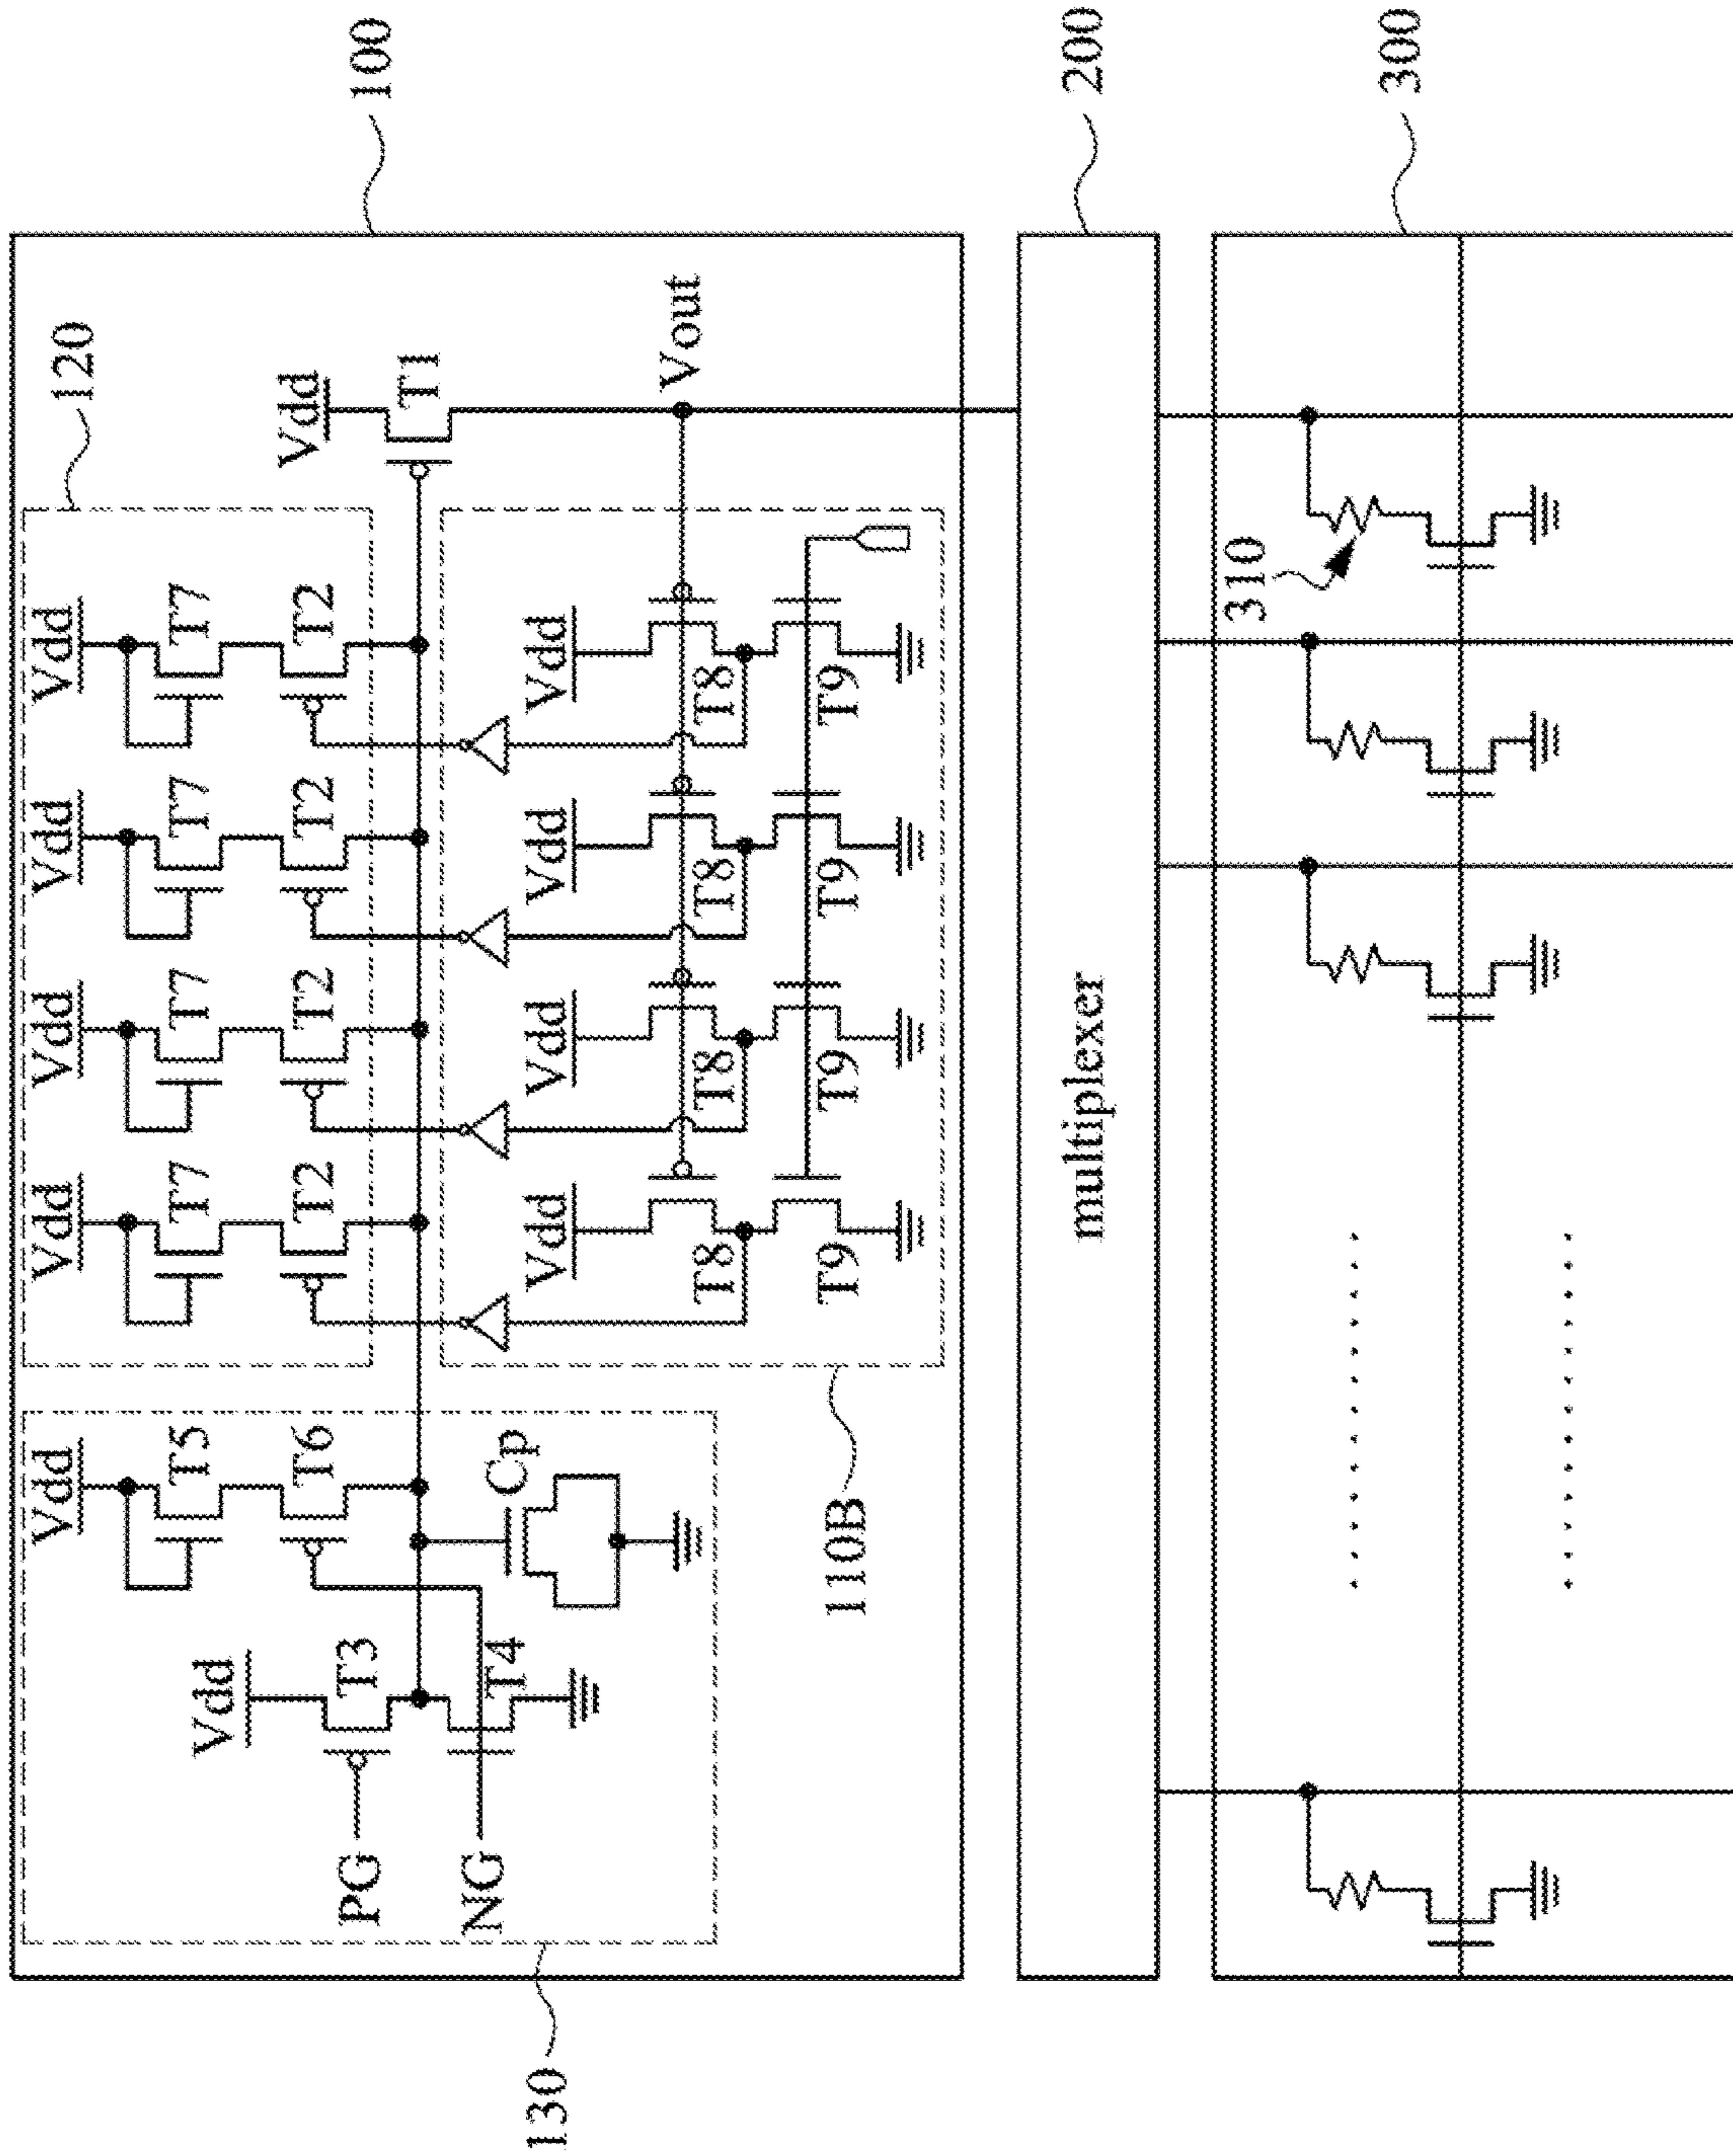 100
120
Vdd
T7
T2
Vdd
T7
T2
Vdd
T7
T2
Vdd
T7
T2
Vdd
T1
Vout
Vdd
T8
T9
Vdd
T8
T9
Vdd
T8
T9
Vdd
T8
T9
110B
Vdd
T5
T6
Cp
Vdd
T3
T4
PG
NG
130
200
multiplexer
300
310